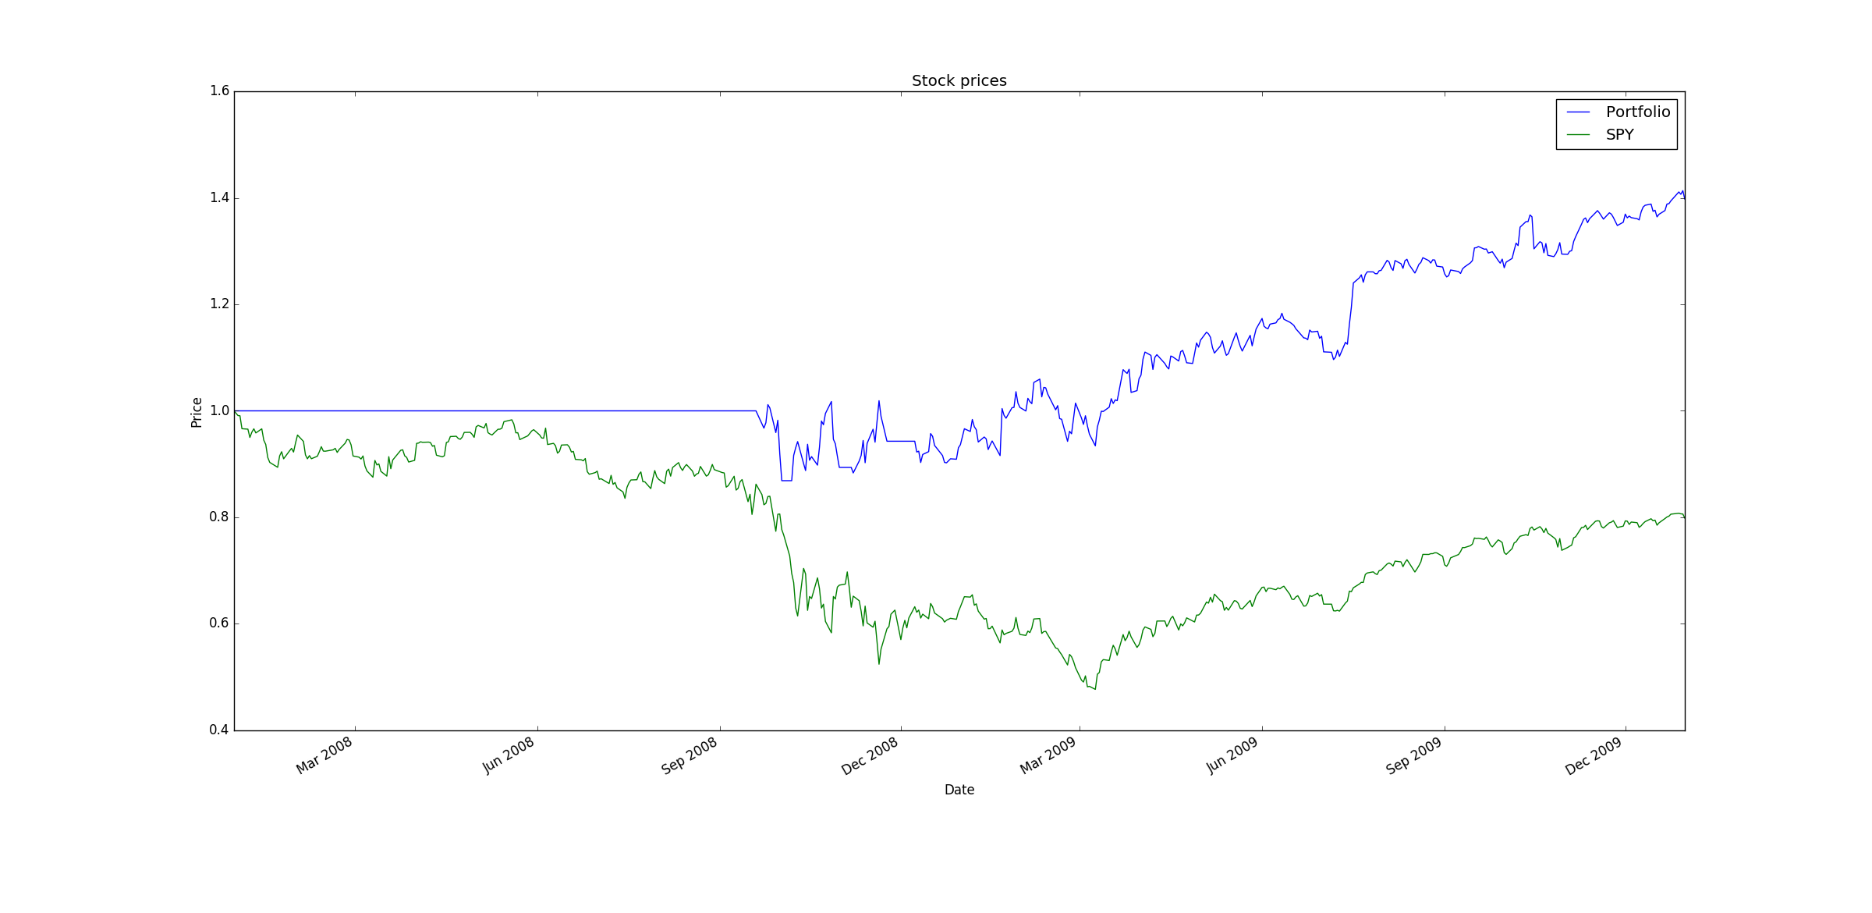 Stock prices
Portfolio
SPY
1.6
1.4
1.2
1.0
0.8
0.6
0.4
Price
Mar 2008
Jun 2008
Sep 2008
Dec 2008
Mar 2009
Jun 2009
Sep 2009
Dec 2009
Date